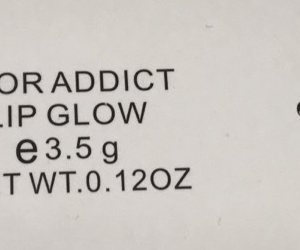 OR ADDICT
LIP GLOW
e 3.5 g
T WT.0.12OZ